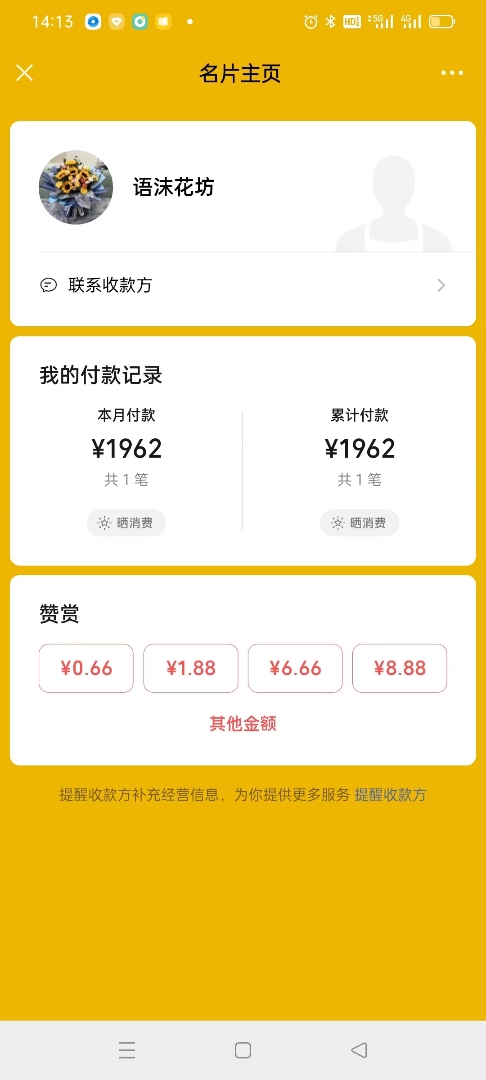 14:13
HD 5G 4G
名片主页
语沫花坊
联系收款方
我的付款记录
本月付款 累计付款
¥1962 ¥1962
共 1 笔 共 1 笔
晒消费 晒消费
赞赏
¥0.66 ¥1.88 ¥6.66 ¥8.88
其他金额
提醒收款方补充经营信息，为你提供更多服务 提醒收款方